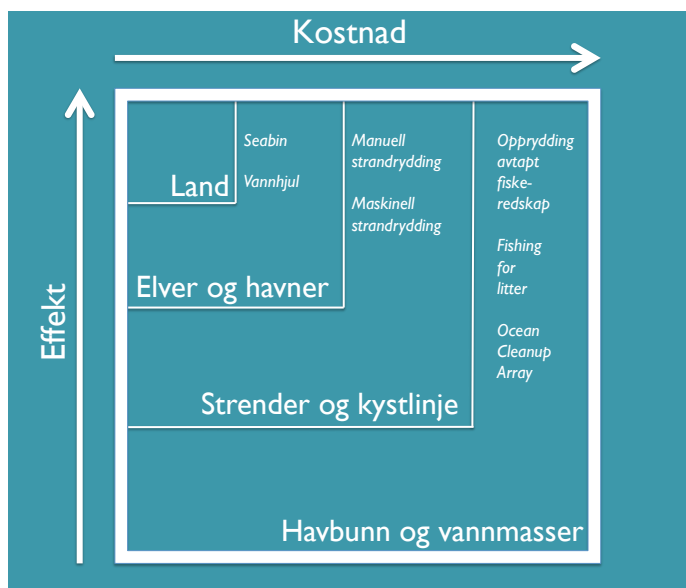 Kostnad
Effekt
Land
Seabin
Vannhjul
Elver og havner
Manuell
strandrydding
Maskinell
strandrydding
Strender og kystlinje
Opprydding
avtapt
fiske-
redskap
Fishing
for
litter
Ocean
Cleanup
Array
Havbunn og vannmasser